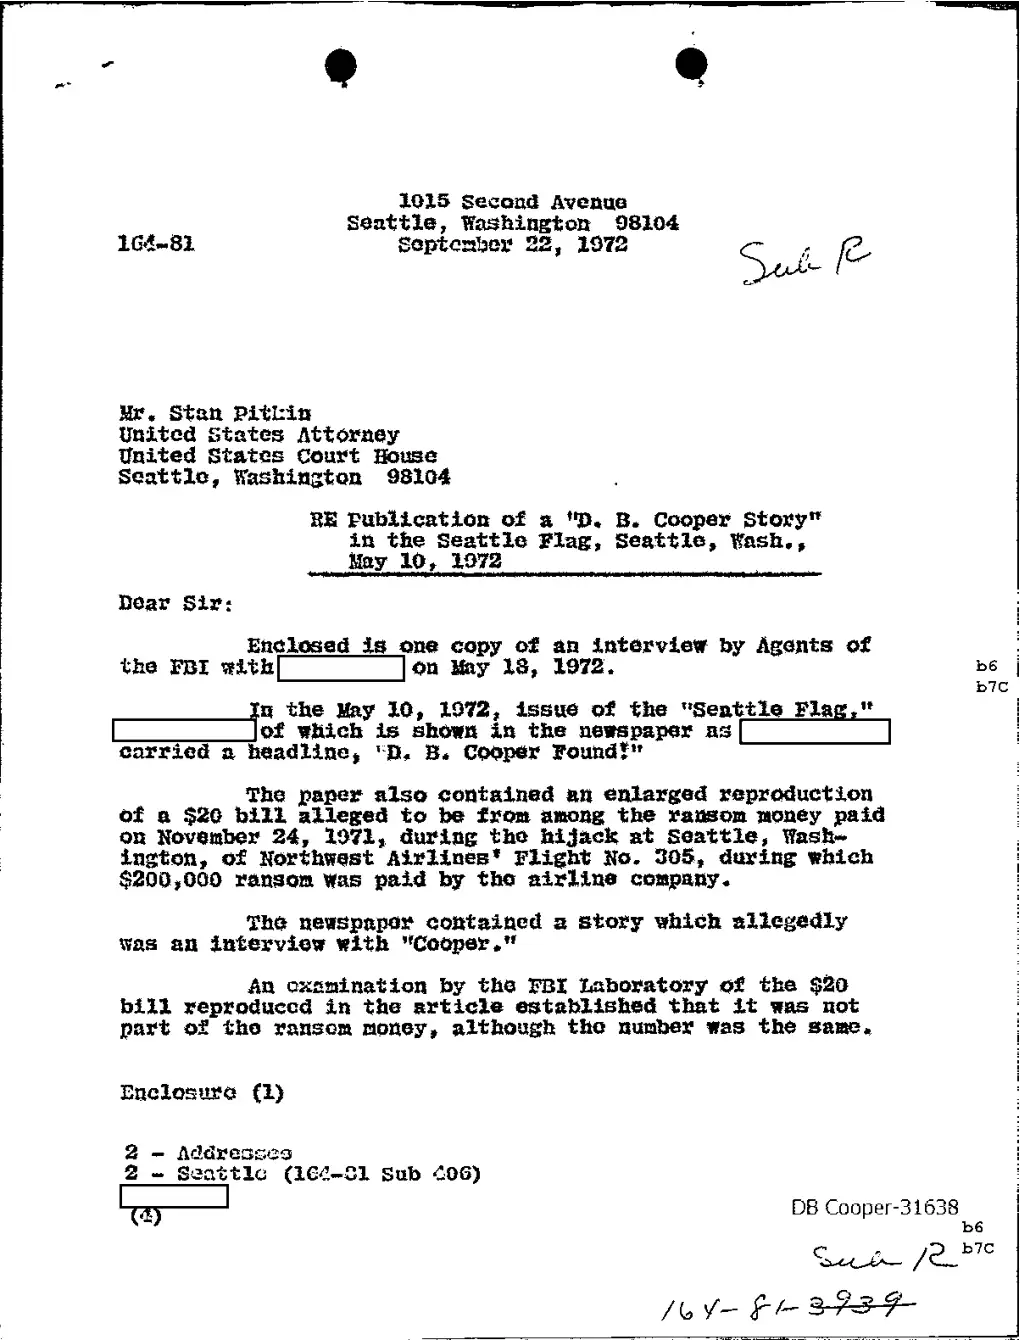 1015 Second Avenue
Seattle, Washington 98104
164-81 September 22, 1972
Sub R
Mr. Stan Pitkin
United States Attorney
United States Court House
Seattle, Washington 98104
RE Publication of a "D. B. Cooper Story"
in the Seattle Flag, Seattle, Wash.,
May 10, 1972
Dear Sir:
Enclosed is one copy of an interview by Agents of
the FBI with on May 18, 1972.
b6
b7C
In the May 10, 1972, issue of the "Seattle Flag,"
of which is shown in the newspaper as
carried a headline, "D. B. Cooper Found!"
The paper also contained an enlarged reproduction
of a $20 bill alleged to be from among the ransom money paid
on November 24, 1971, during the hijack at Seattle, Wash-
ington, of Northwest Airlines' Flight No. 305, during which
$200,000 ransom was paid by the airline company.
The newspaper contained a story which allegedly
was an interview with "Cooper."
An examination by the FBI Laboratory of the $20
bill reproduced in the article established that it was not
part of the ransom money, although the number was the same.
Enclosure (1)
2 - Addresses
2 - Seattle (164-81 Sub 406)
(4)
DB Cooper-31638
b6
b7C
Sub R
164-81-3939